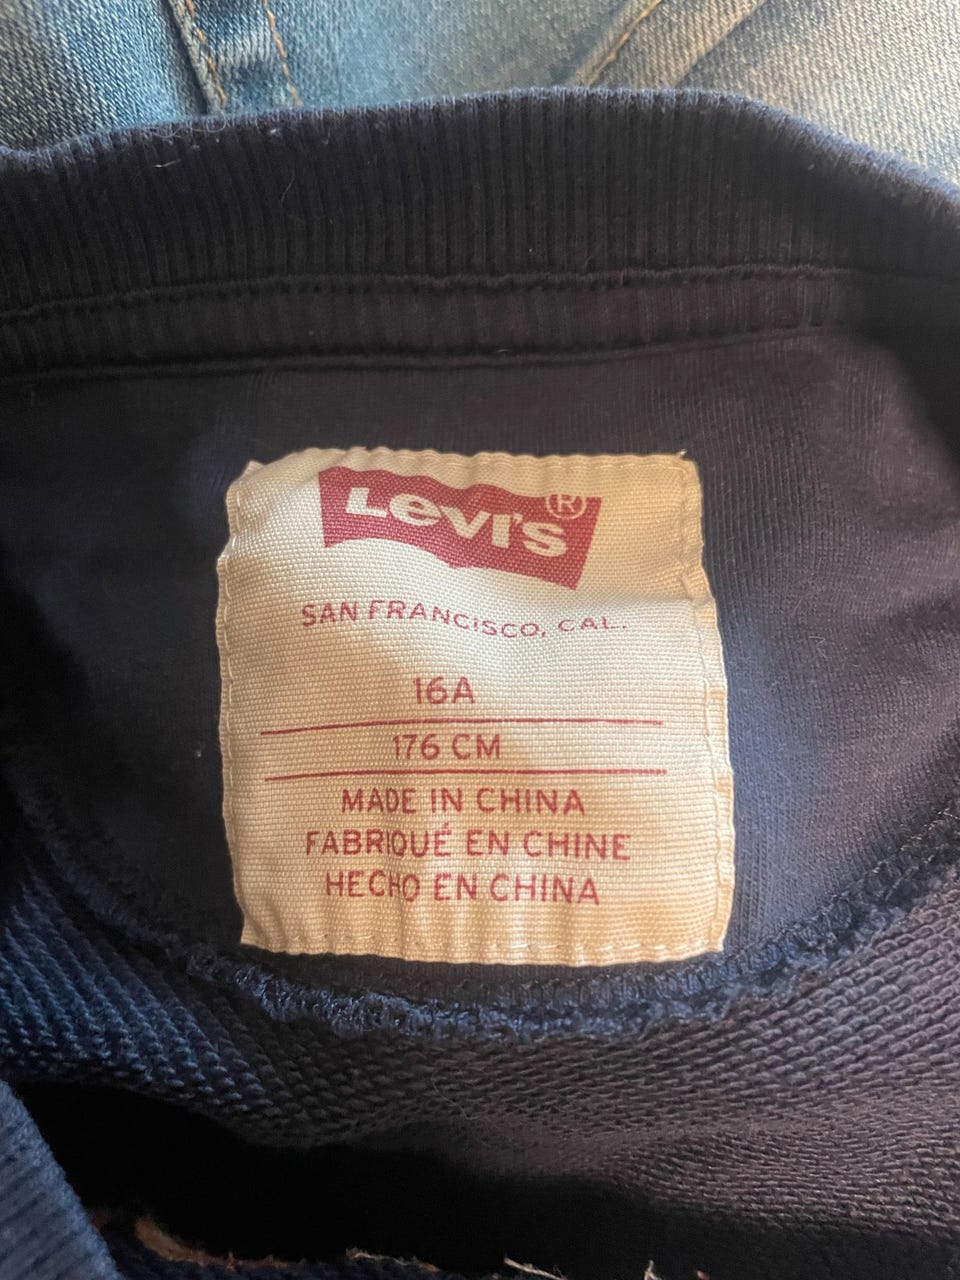 Levi's®
SAN FRANCISCO, CAL.
16A
176 CM
MADE IN CHINA
FABRIQUÉ EN CHINE
HECHO EN CHINA